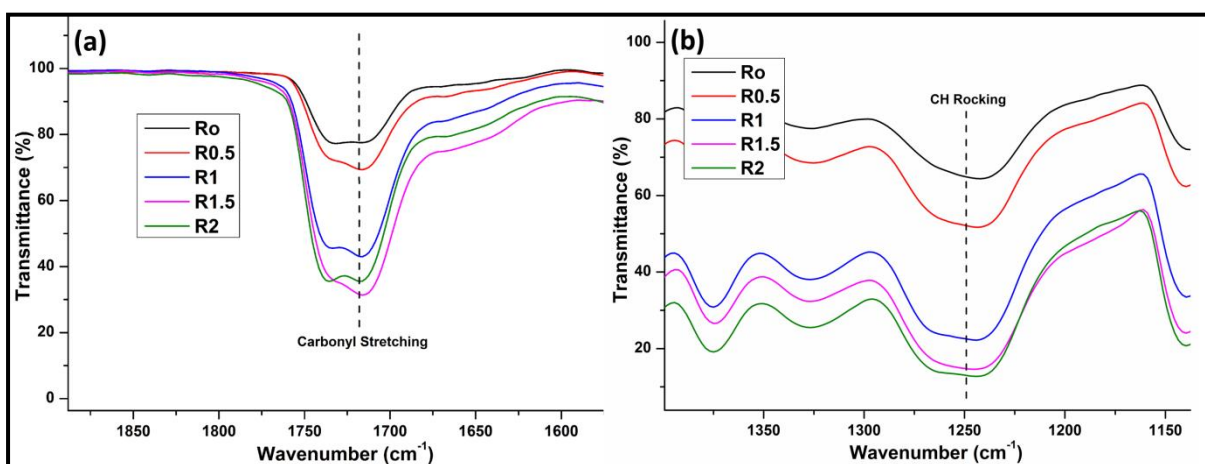 (a)
100
80
60
40
20
0
Transmittance (%)
Ro
R0.5
R1
R1.5
R2
Carbonyl Stretching
1850 1800 1750 1700 1650 1600
Wavenumber (cm-1)
(b)
100
80
60
40
20
Transmittance (%)
Ro
R0.5
R1
R1.5
R2
CH Rocking
1350 1300 1250 1200 1150
Wavenumber (cm-1)